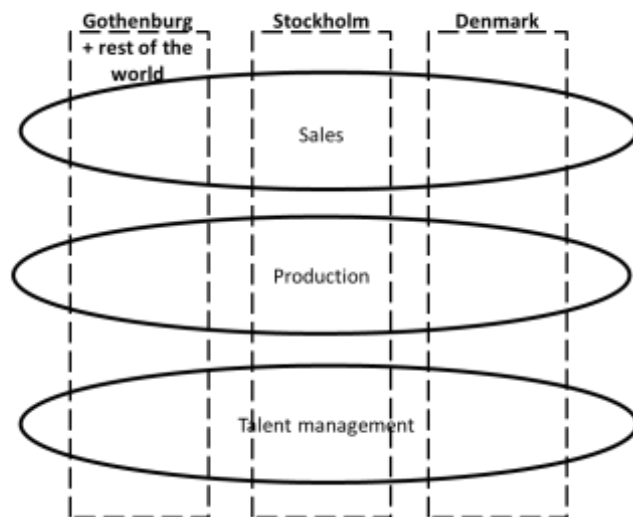 Gothenburg
+ rest of the
world
Stockholm
Denmark
Sales
Production
Talent management